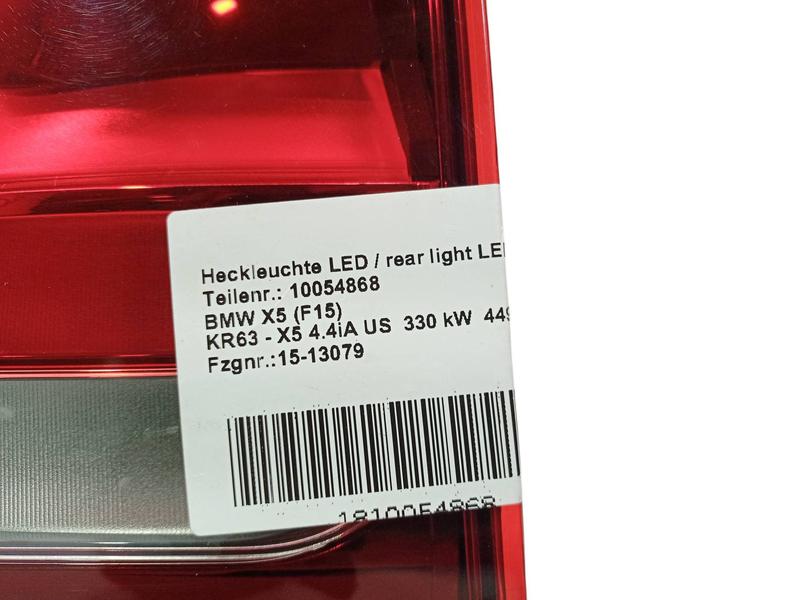 Heckleuchte LED / rear light LED
Teilenr.: 10054868
BMW X5 (F15)
KR63 - X5 4.4iA US 330 kW 449
Fzgnr.:15-13079
1810054868